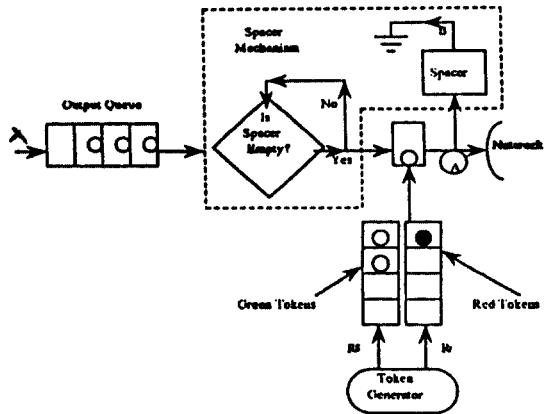 Spacer
Mechanism
B
Spacer
Output Queue
No
Is
Spacer
Empty?
Yes
λ
A
Network
Green Tokens
Red Tokens
Token
Generator